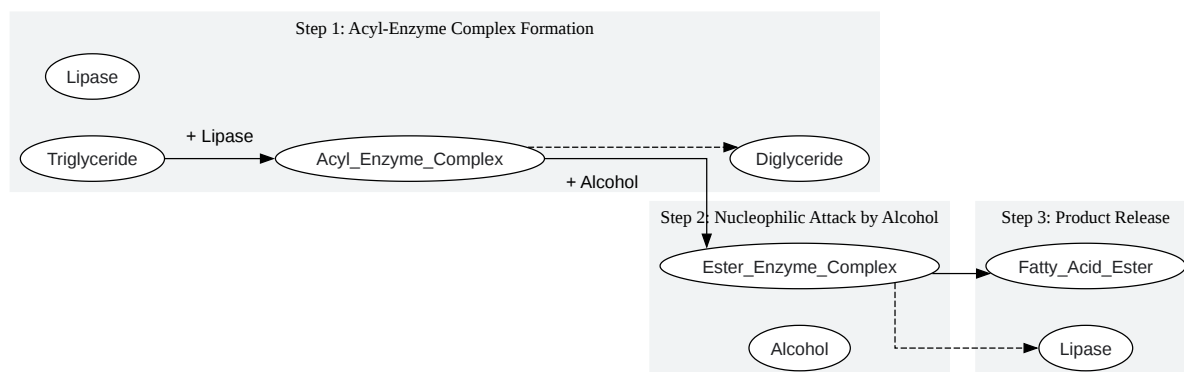 Step 1: Acyl-Enzyme Complex Formation
Lipase
+ Lipase
Triglyceride
Acyl_Enzyme_Complex
Diglyceride
+ Alcohol
Step 2: Nucleophilic Attack by Alcohol
Step 3: Product Release
Ester_Enzyme_Complex
Fatty_Acid_Ester
Alcohol
Lipase